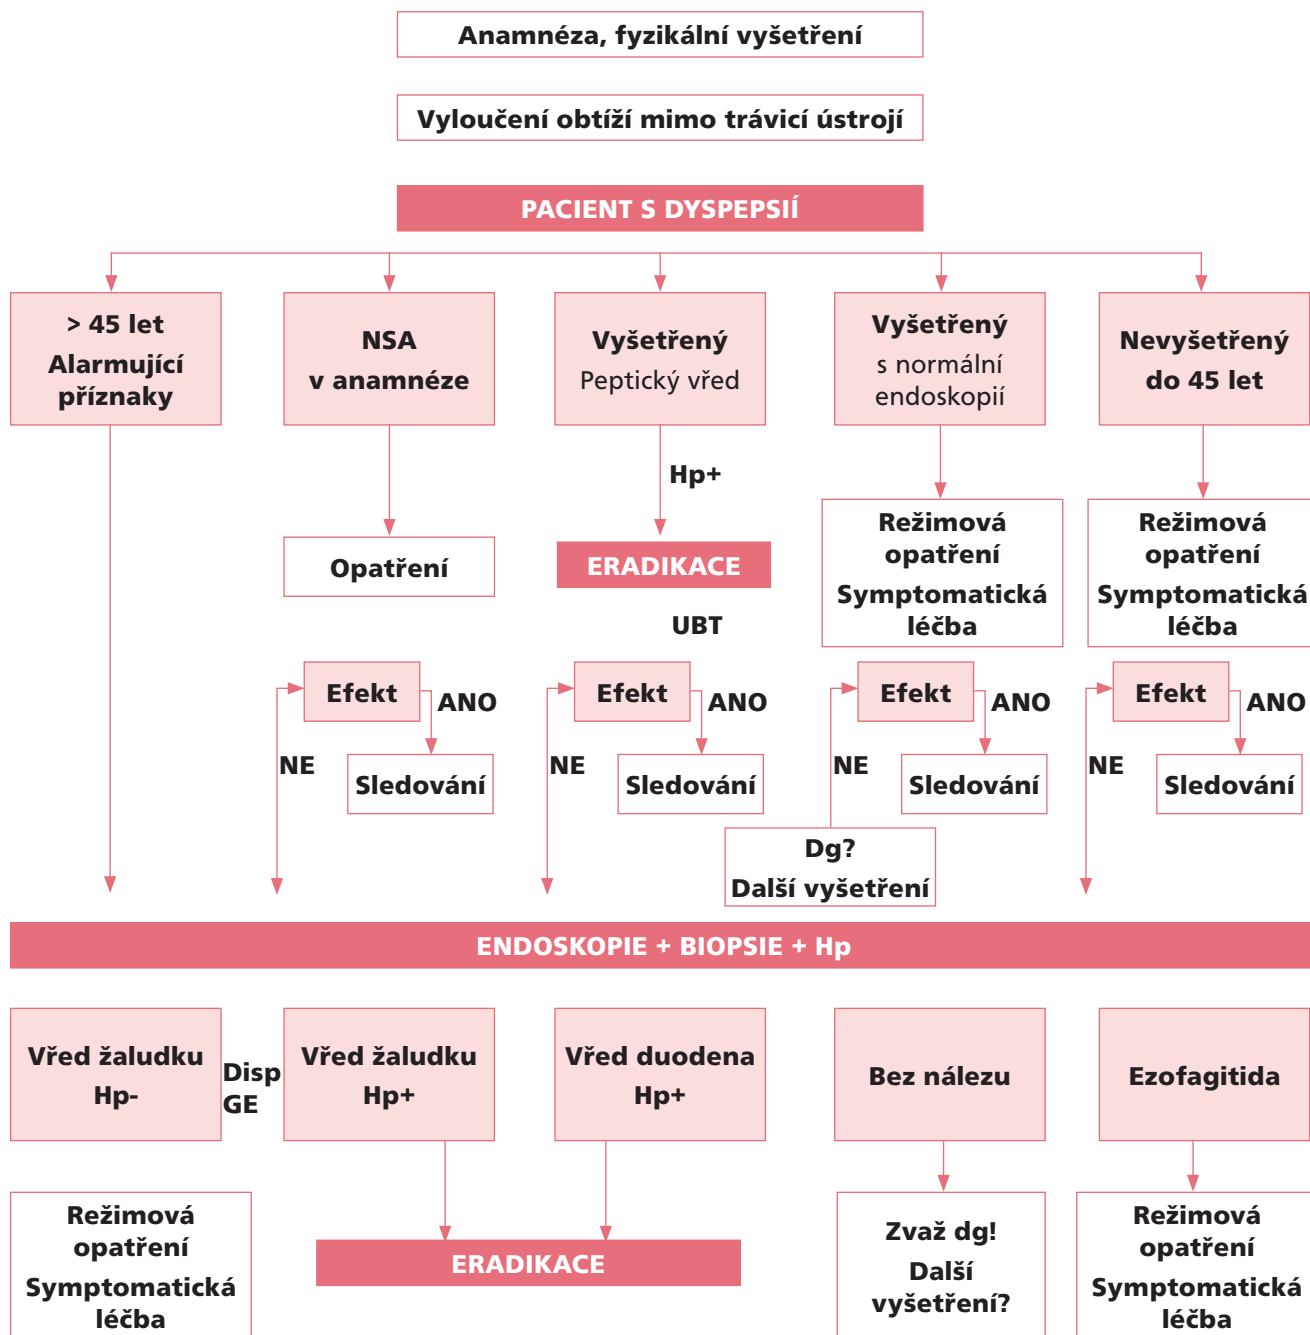 Anamnéza, fyzikální vyšetření
Vyloučení obtíží mimo trávicí ústrojí
PACIENT S DYSPEPSIÍ
> 45 let
Alarmující
příznaky
NSA
v anamnéze
Vyšetřený
Peptický vřed
Vyšetřený
s normální
endoskopií
Nevyšetřený
do 45 let
Hp+
Opatření
ERADIKACE
UBT
Režimová
opatření
Symptomatická
léčba
Režimová
opatření
Symptomatická
léčba
Efekt
ANO
NE
Sledování
Efekt
ANO
NE
Sledování
Efekt
ANO
NE
Sledování
Dg?
Další vyšetření
Efekt
ANO
NE
Sledování
ENDOSKOPIE + BIOPSIE + Hp
Vřed žaludku
Hp-
Disp
GE
Vřed žaludku
Hp+
Vřed duodena
Hp+
Bez nálezu
Ezofagitida
Režimová
opatření
Symptomatická
léčba
ERADIKACE
Zvaž dg!
Další
vyšetření?
Režimová
opatření
Symptomatická
léčba